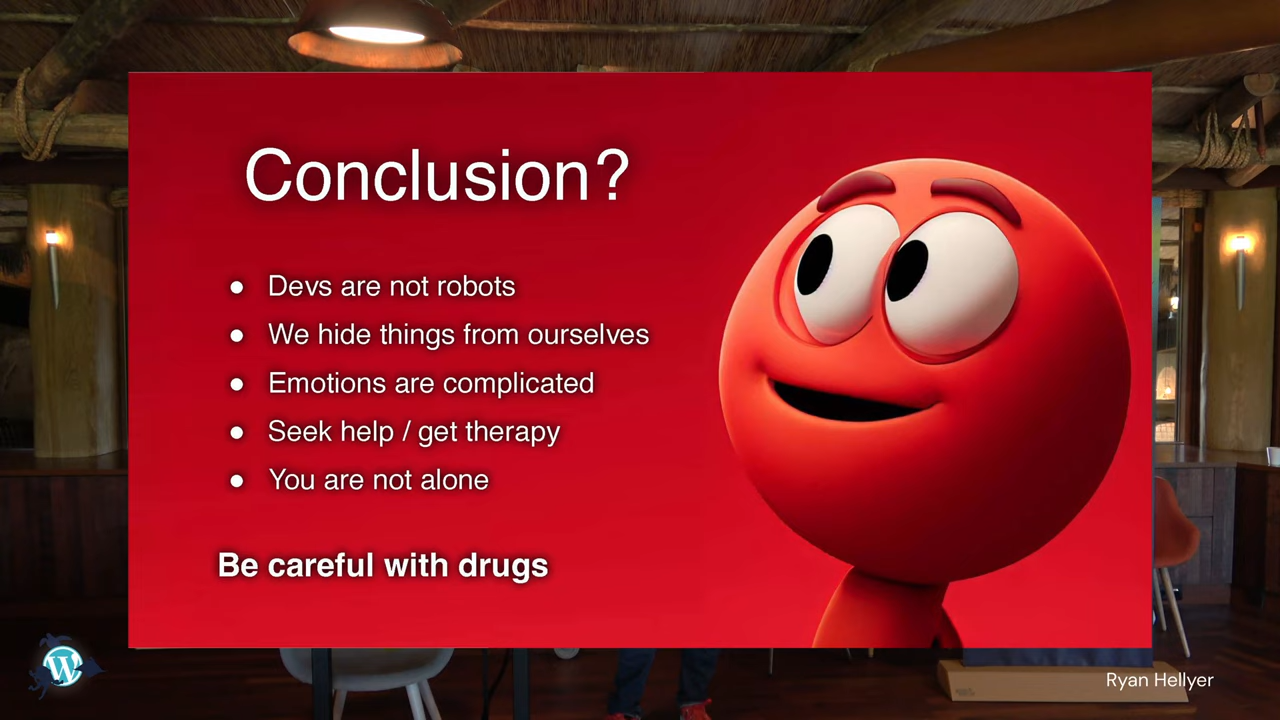 Conclusion?
● Devs are not robots
● We hide things from ourselves
● Emotions are complicated
● Seek help / get therapy
● You are not alone
Be careful with drugs
W
Ryan Hellyer